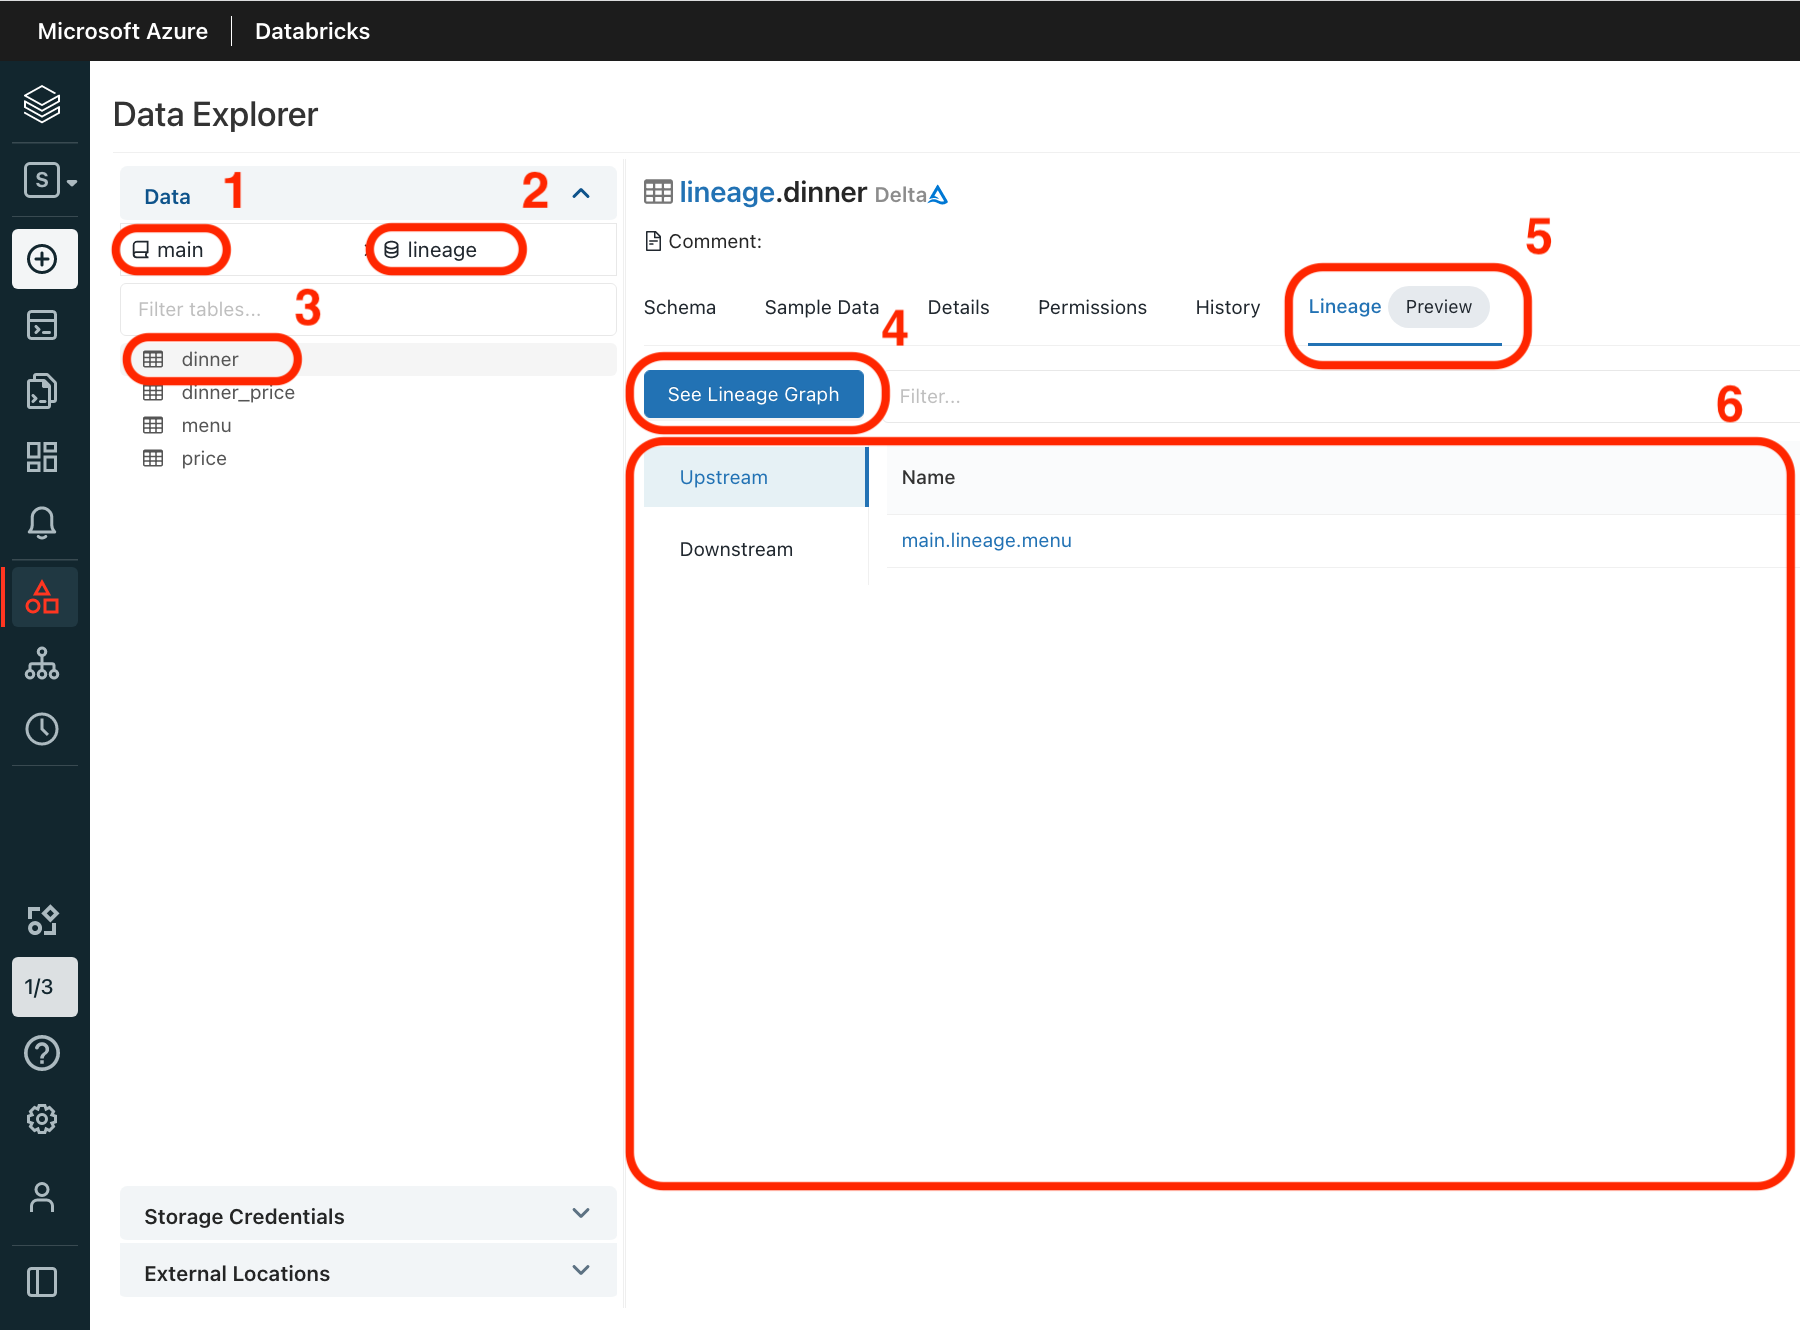 Microsoft Azure Databricks
Data Explorer
S
Data 1 2
main lineage
Filter tables... 3
dinner
dinner_price
menu
price
Storage Credentials
External Locations
1/3
lineage.dinner Delta
Comment:
5
Schema Sample Data Details Permissions History Lineage Preview
4
See Lineage Graph Filter... 6
Upstream Name
main.lineage.menu
Downstream